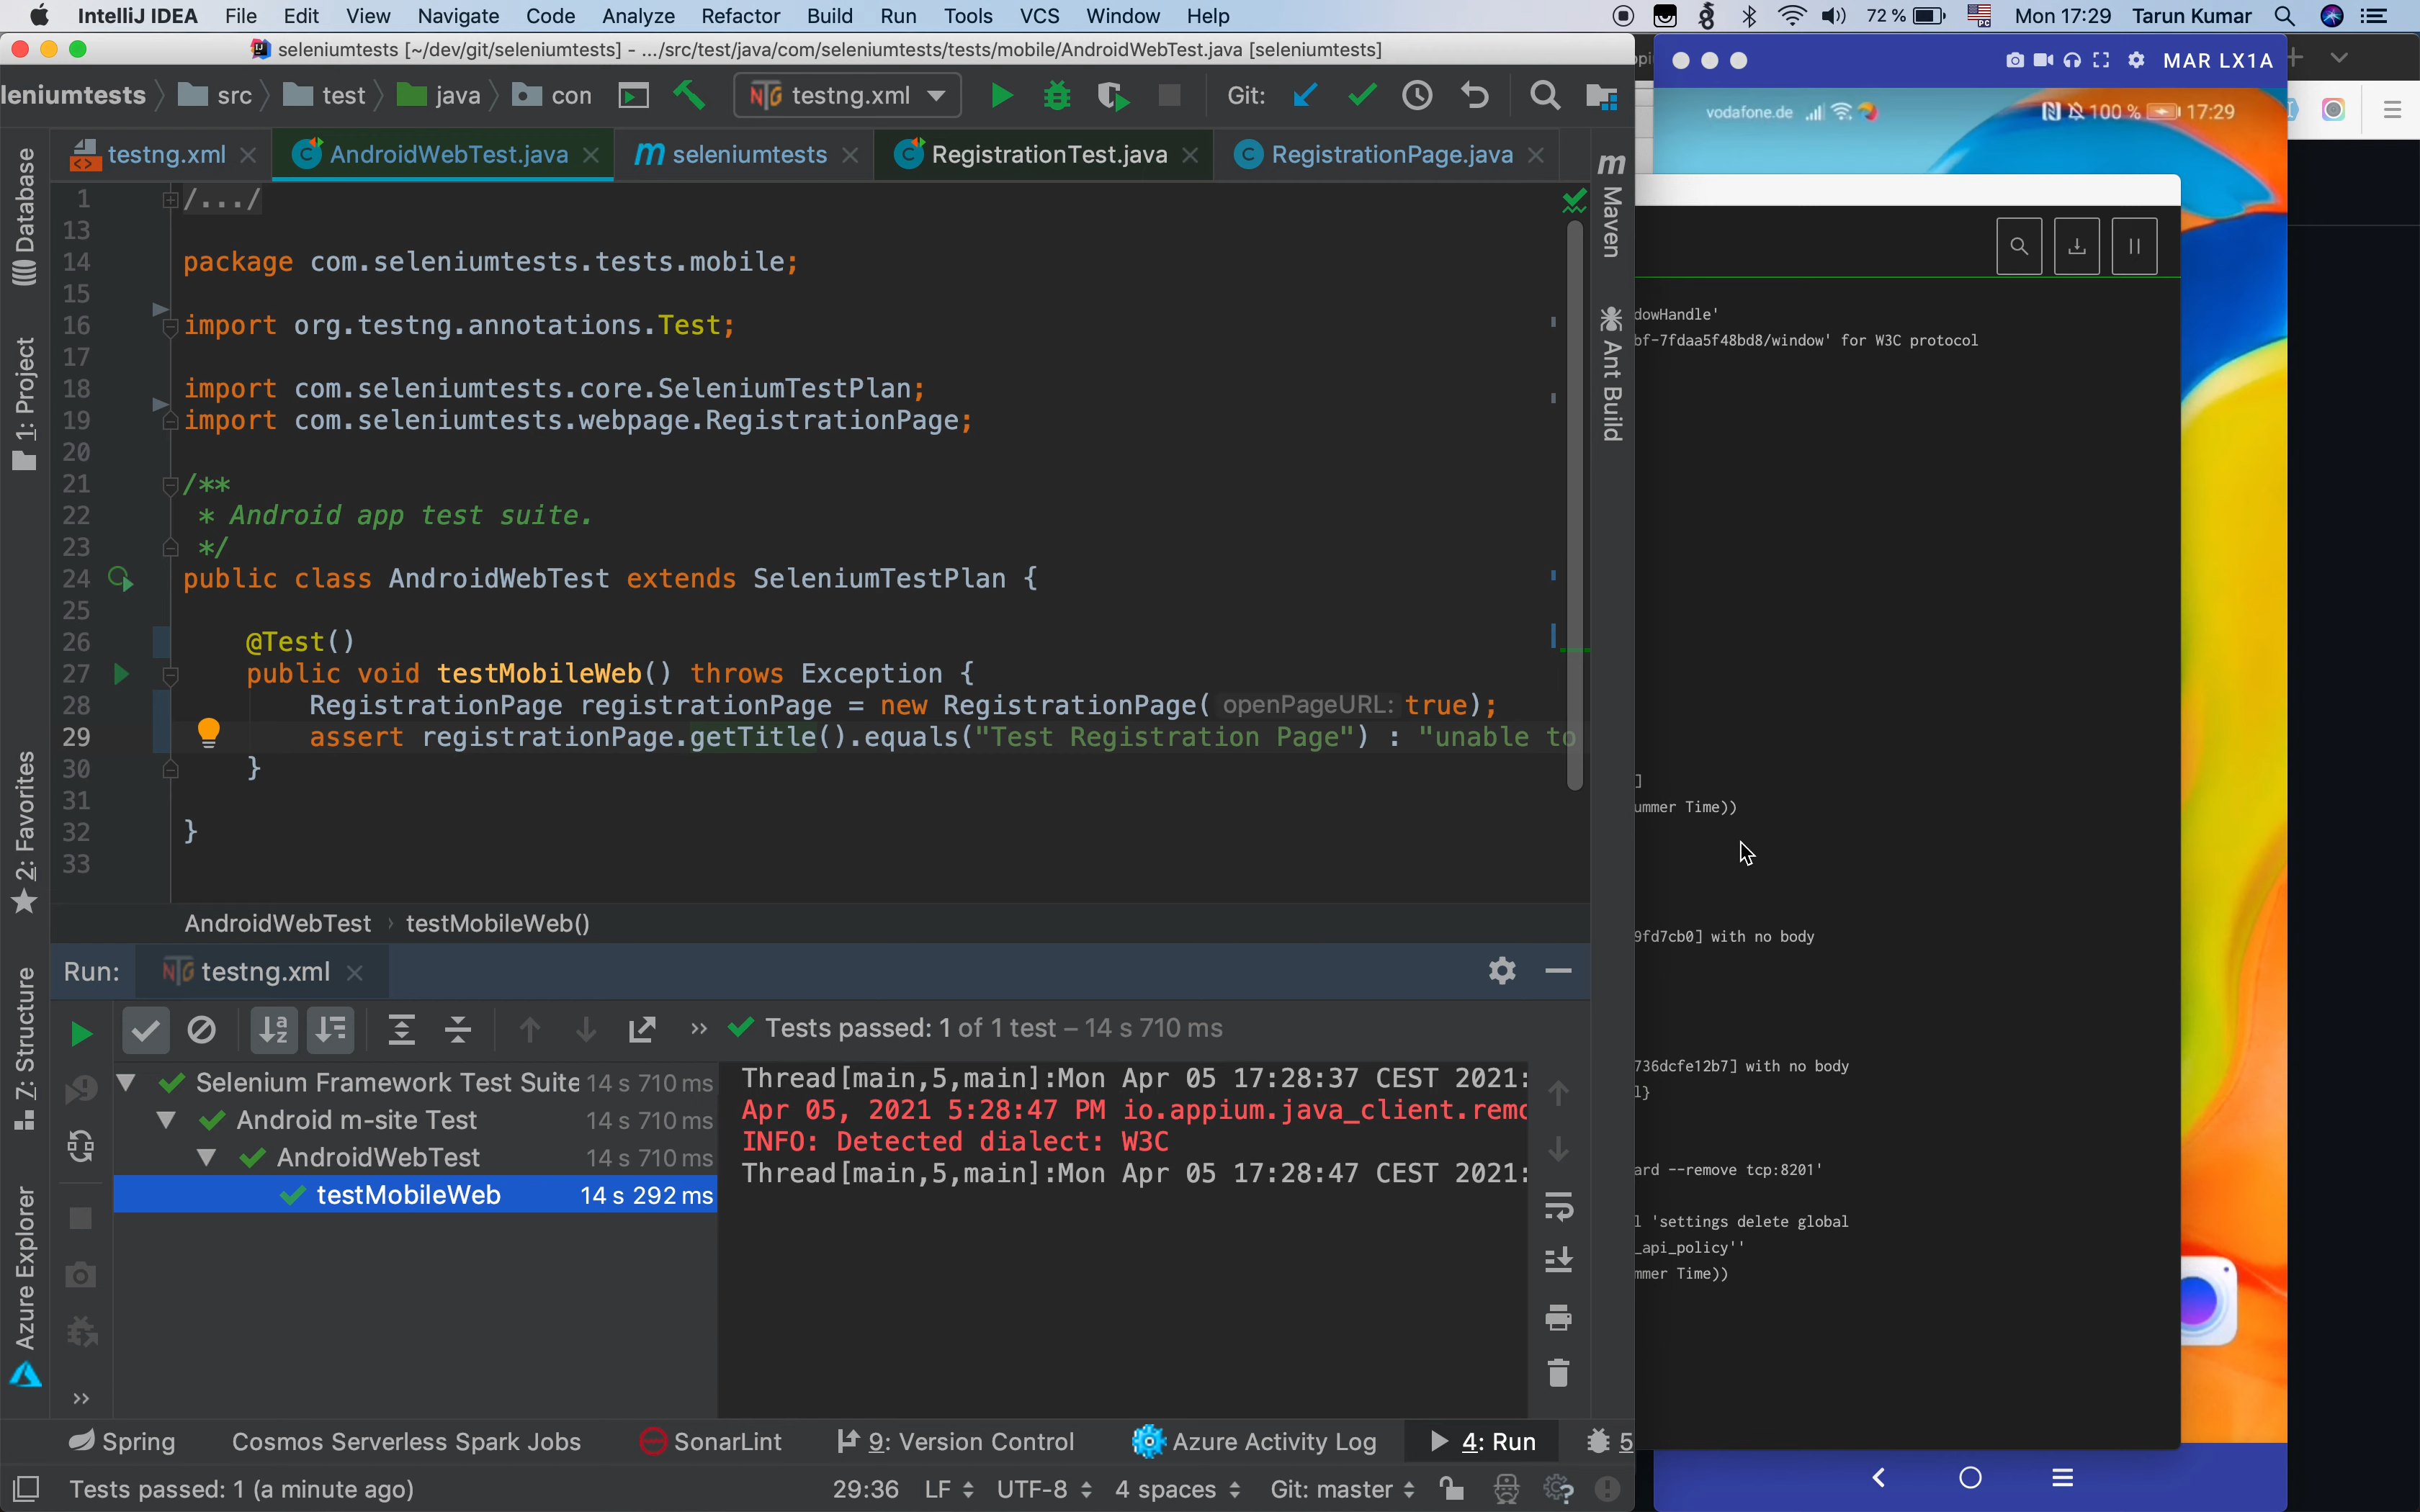 IntelliJ IDEA File Edit View Navigate Code Analyze Refactor Build Run Tools VCS Window Help 72 % PC Mon 17:29 Tarun Kumar
seleniumtests [~/dev/git/seleniumtests] - .../src/test/java/com/seleniumtests/tests/mobile/AndroidWebTest.java [seleniumtests]
leniumtests src test java con testng.xml Git:
testng.xml AndroidWebTest.java seleniumtests RegistrationTest.java RegistrationPage.java
1 /.../
13
14 package com.seleniumtests.tests.mobile;
15
16 import org.testng.annotations.Test;
17
18 import com.seleniumtests.core.SeleniumTestPlan;
19 import com.seleniumtests.webpage.RegistrationPage;
20
21 /**
22 * Android app test suite.
23 */
24 public class AndroidWebTest extends SeleniumTestPlan {
25
26 @Test()
27 public void testMobileWeb() throws Exception {
28 RegistrationPage registrationPage = new RegistrationPage( openPageURL: true);
29 assert registrationPage.getTitle().equals("Test Registration Page") : "unable to
30 }
31
32 }
33
AndroidWebTest › testMobileWeb()
Database
1: Project
2: Favorites
7: Structure
Azure Explorer
Maven
Ant Build
Run: testng.xml
Tests passed: 1 of 1 test – 14 s 710 ms
Selenium Framework Test Suite 14 s 710 ms
Android m-site Test 14 s 710 ms
AndroidWebTest 14 s 710 ms
testMobileWeb 14 s 292 ms
Thread[main,5,main]:Mon Apr 05 17:28:37 CEST 2021:
Apr 05, 2021 5:28:47 PM io.appium.java_client.remo
INFO: Detected dialect: W3C
Thread[main,5,main]:Mon Apr 05 17:28:47 CEST 2021:
Spring Cosmos Serverless Spark Jobs SonarLint 9: Version Control Azure Activity Log 4: Run 5
Tests passed: 1 (a minute ago) 29:36 LF UTF-8 4 spaces Git: master
MAR LX1A
vodafone.de 100 % 17:29
dowHandle'
bf-7fdaa5f48bd8/window' for W3C protocol
]
ummer Time))
9fd7cb0] with no body
736dcfe12b7] with no body
l}
ard --remove tcp:8201'
l 'settings delete global
_api_policy''
mmer Time))